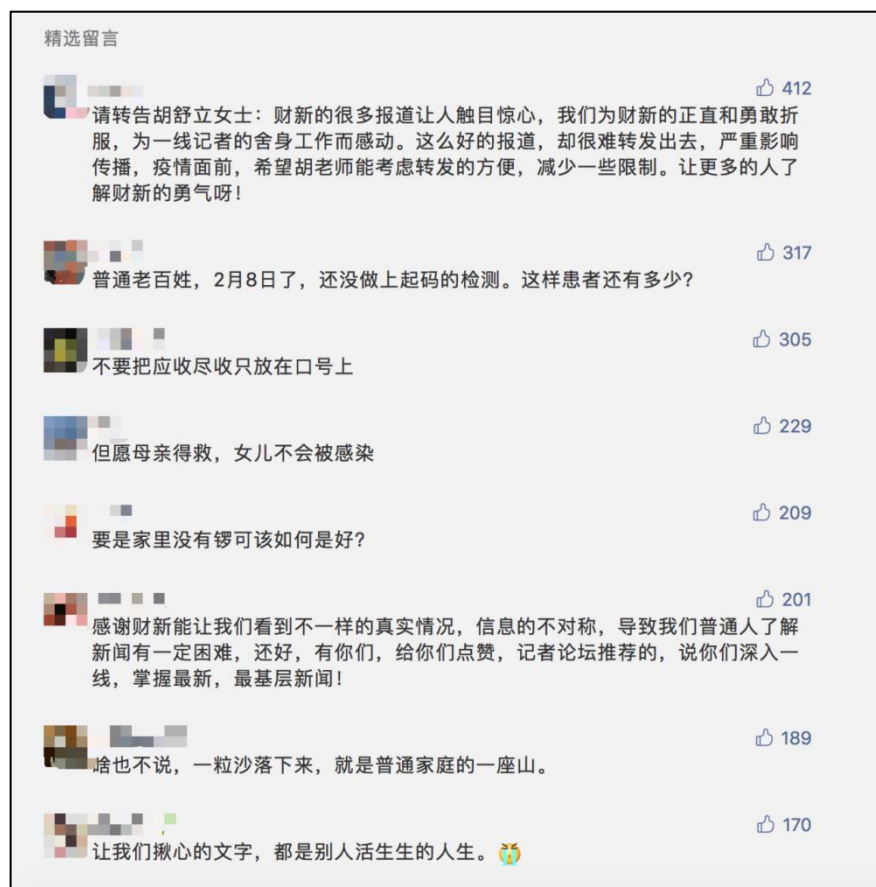 精选留言
412
请转告胡舒立女士：财新的很多报道让人触目惊心，我们为财新的正直和勇敢折
服，为一线记者的舍身工作而感动。这么好的报道，却很难转发出去，严重影响
传播，疫情面前，希望胡老师能考虑转发的方便，减少一些限制。让更多的人了
解财新的勇气呀！
317
普通老百姓，2月8日了，还没做上起码的检测。这样患者还有多少？
305
不要把应收尽收只放在口号上
229
但愿母亲得救，女儿不会被感染
209
要是家里没有锣可该如何是好？
201
感谢财新能让我们看到不一样的真实情况，信息的不对称，导致我们普通人了解
新闻有一定困难，还好，有你们，给你们点赞，记者论坛推荐的，说你们深入一
线，掌握最新，最基层新闻！
189
啥也不说，一粒沙落下来，就是普通家庭的一座山。
170
让我们揪心的文字，都是别人活生生的人生。😭